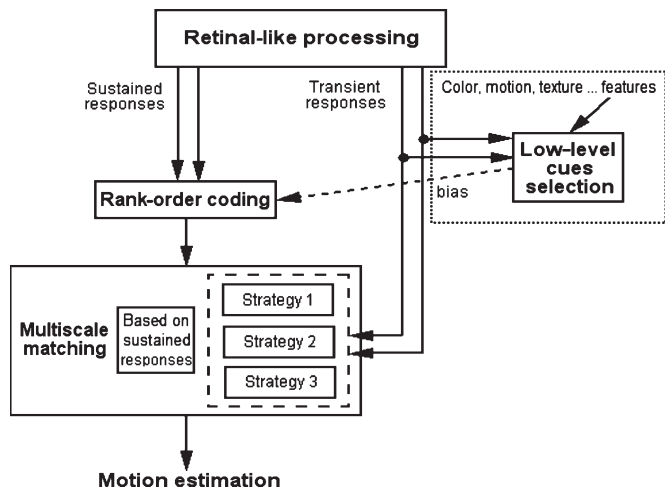 Retinal-like processing
Sustained
responses
Transient
responses
Color, motion, texture ... features
Low-level
cues
selection
bias
Rank-order coding
Multiscale
matching
Based on
sustained
responses
Strategy 1
Strategy 2
Strategy 3
Motion estimation